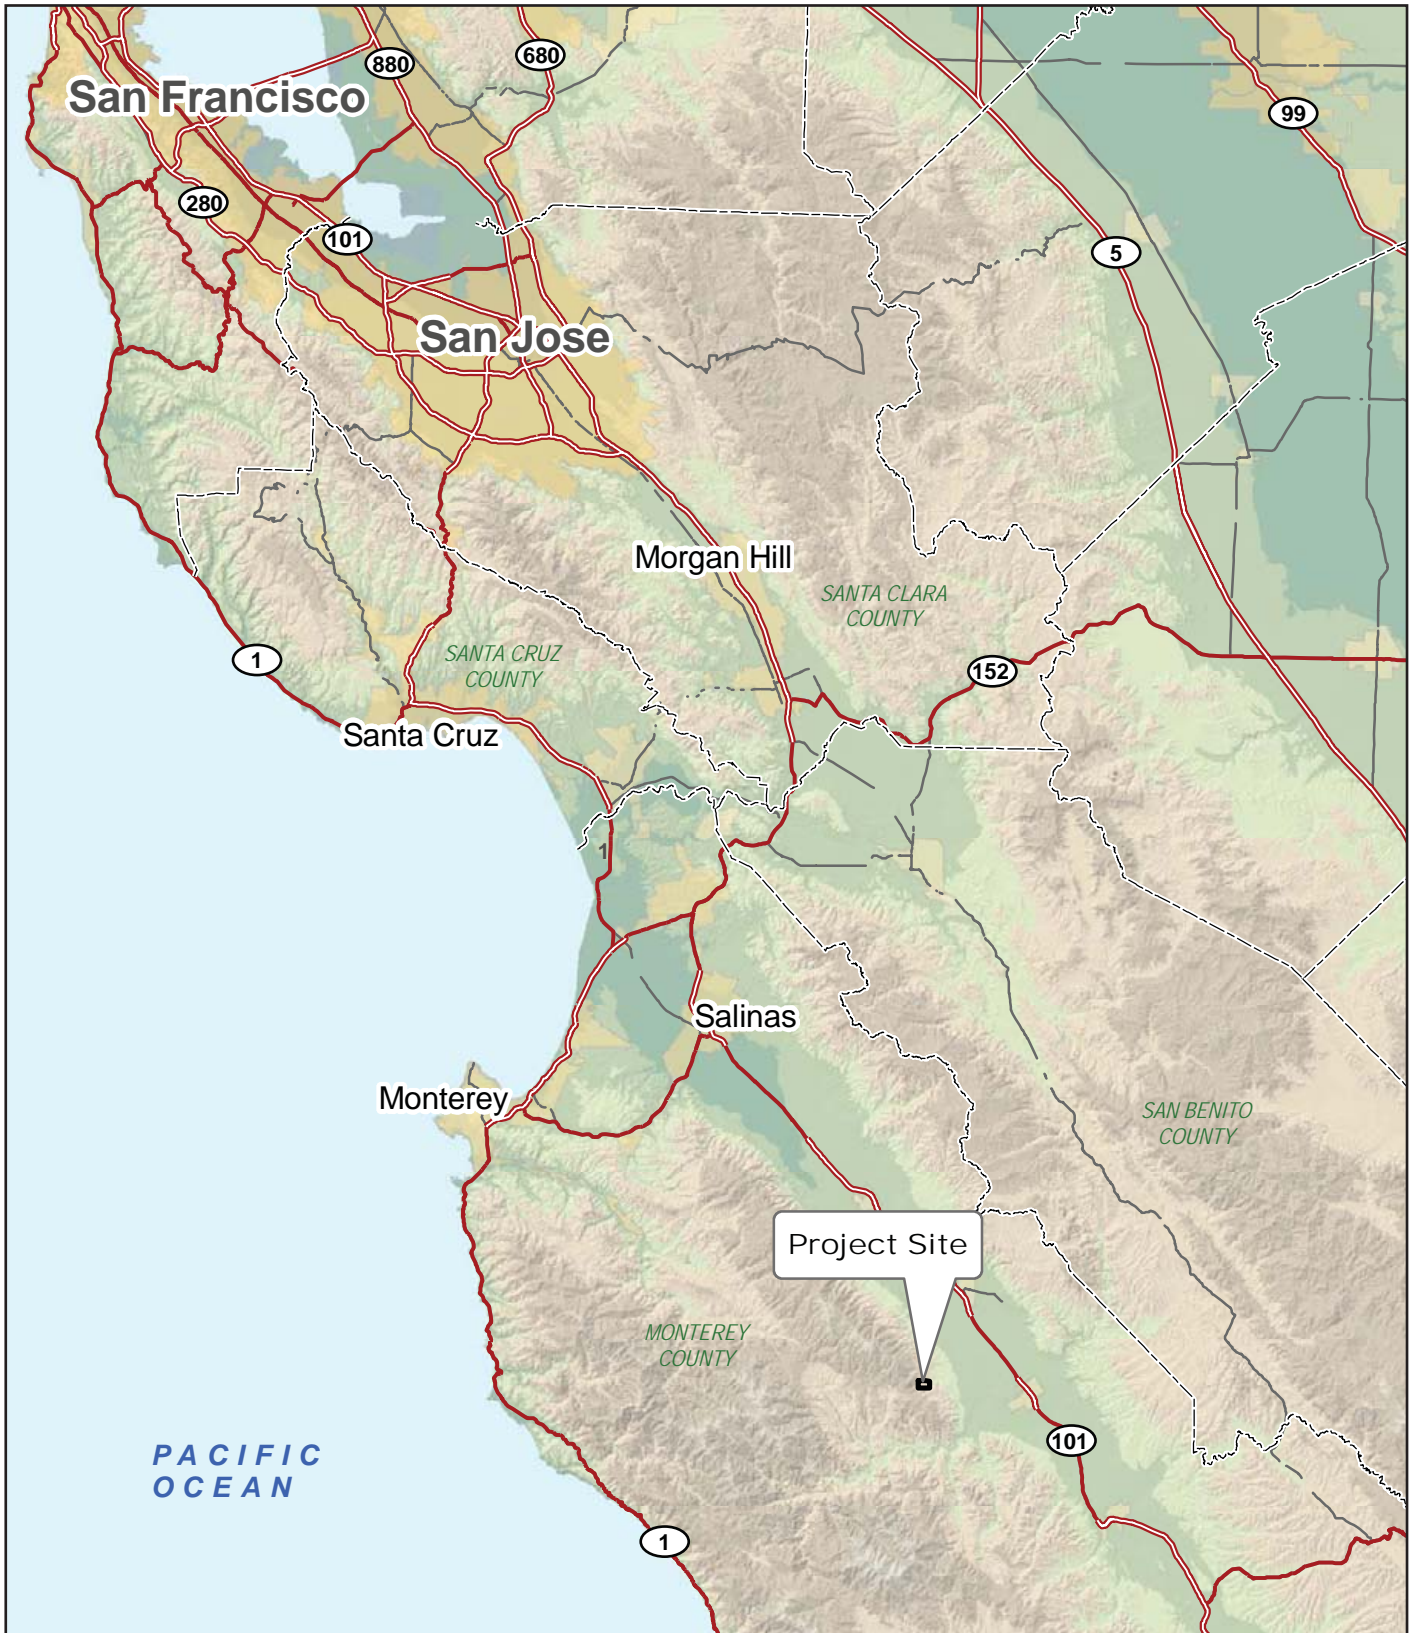 880
680
San Francisco
99
280
101
5
San Jose
Morgan Hill
SANTA CLARA
COUNTY
1
SANTA CRUZ
COUNTY
152
Santa Cruz
1
Salinas
Monterey
SAN BENITO
COUNTY
Project Site
MONTEREY
COUNTY
101
PACIFIC
OCEAN
1